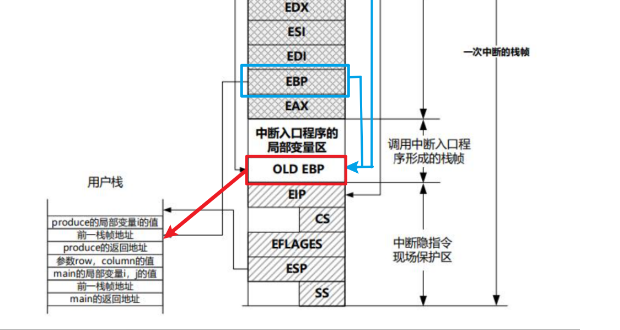 EDX
ESI
EDI
一次中断的栈帧
EBP
EAX
中断入口程序的
局部变量区
调用中断入口程
序形成的栈帧
OLD EBP
用户栈
EIP
CS
produce的局部变量i的值
前一栈帧地址
EFLAGES
中断隐指令
现场保护区
produce的返回地址
参数row，column的值
ESP
main的局部变量i，j的值
前一栈帧地址
SS
main的返回地址